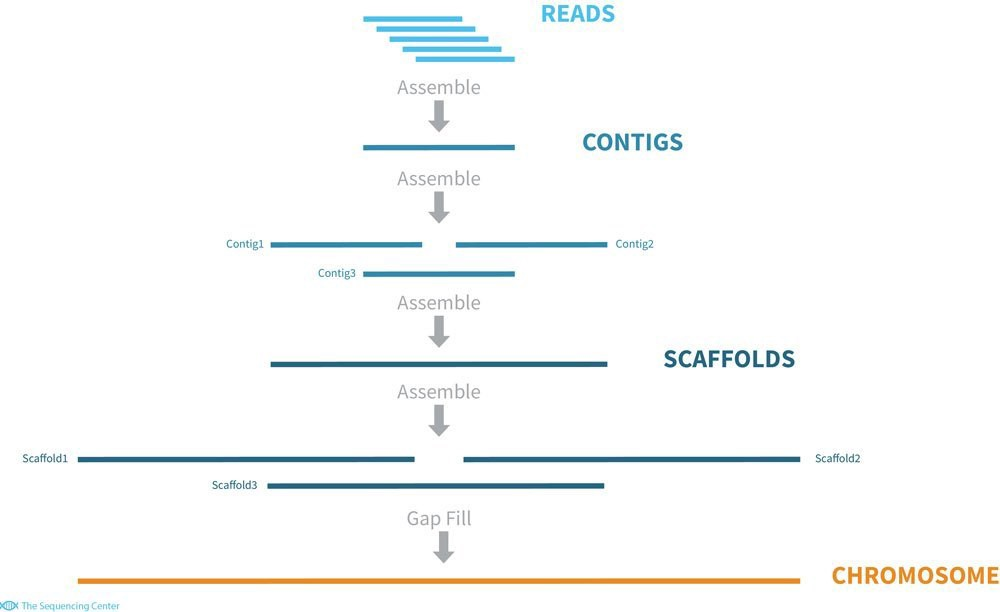 READS
Assemble
CONTIGS
Assemble
Contig1
Contig2
Contig3
Assemble
SCAFFOLDS
Assemble
Scaffold1
Scaffold2
Scaffold3
Gap Fill
CHROMOSOME
The Sequencing Center